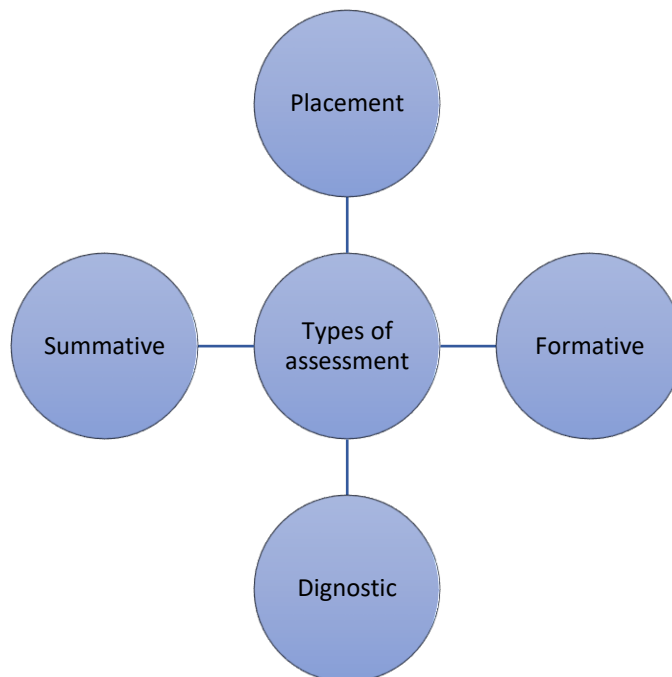 Placement
Summative
Types of
assessment
Formative
Dignostic